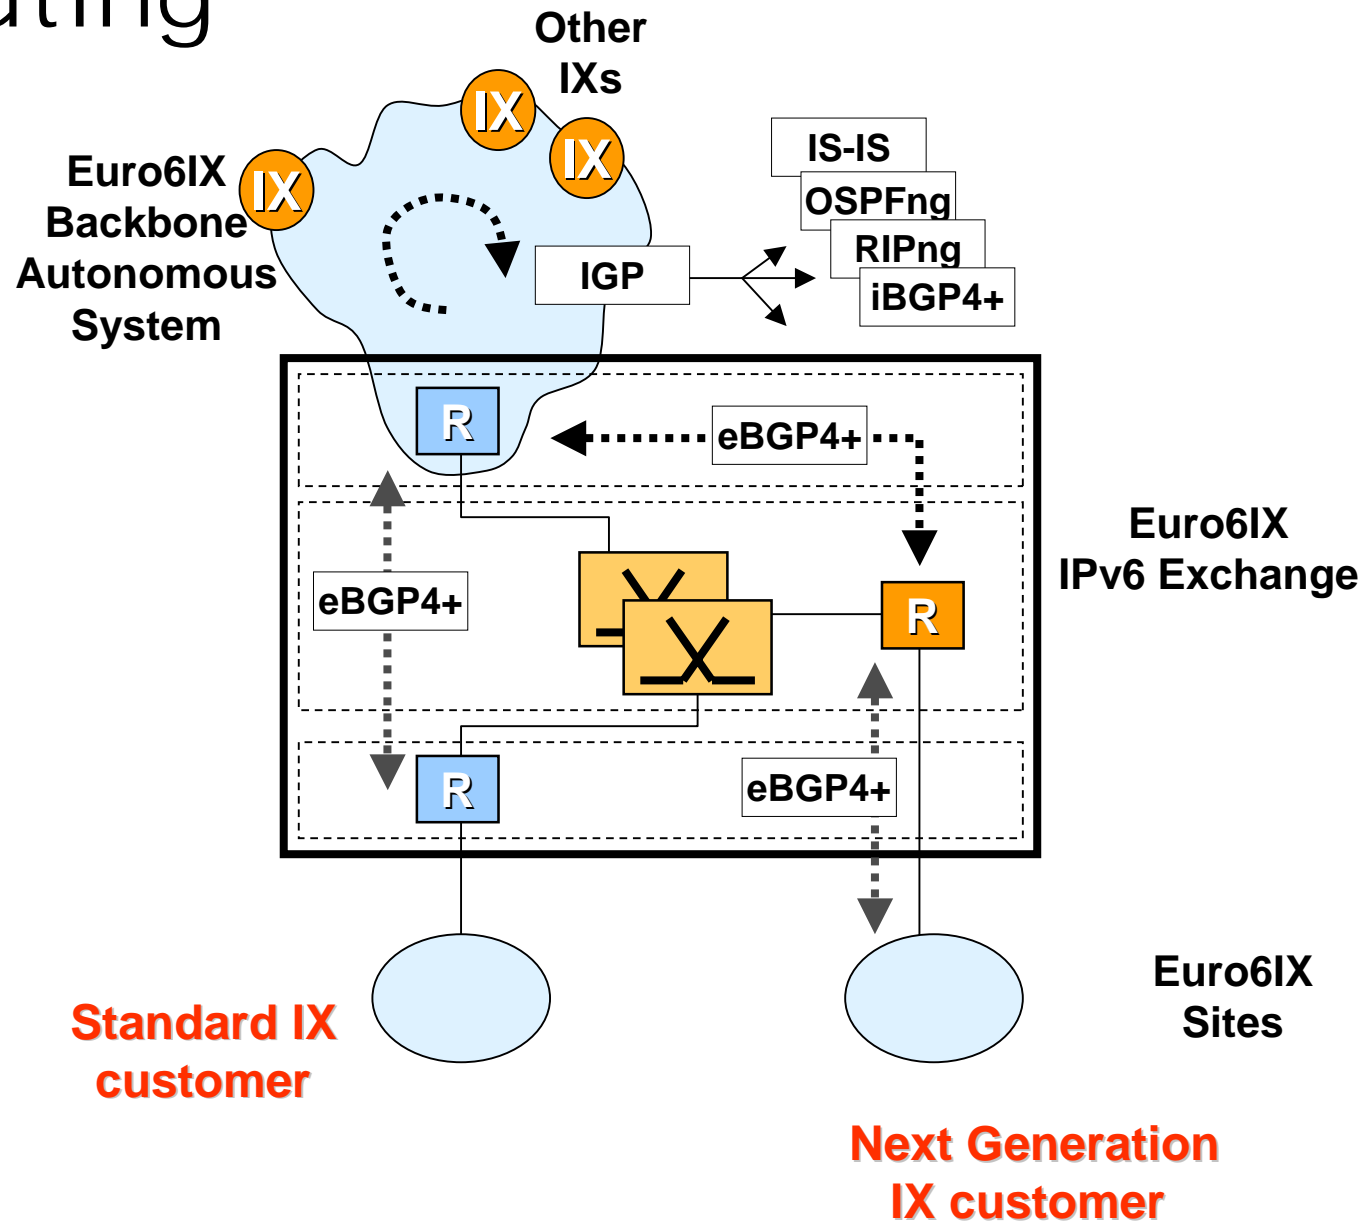 Other
IXs
IX
IX
IX
Euro6IX
Backbone
Autonomous
System
IS-IS
OSPFng
RIPng
iBGP4+
IGP
R
eBGP4+
Euro6IX
IPv6 Exchange
eBGP4+
R
R
eBGP4+
Euro6IX
Sites
Standard IX
customer
Next Generation
IX customer